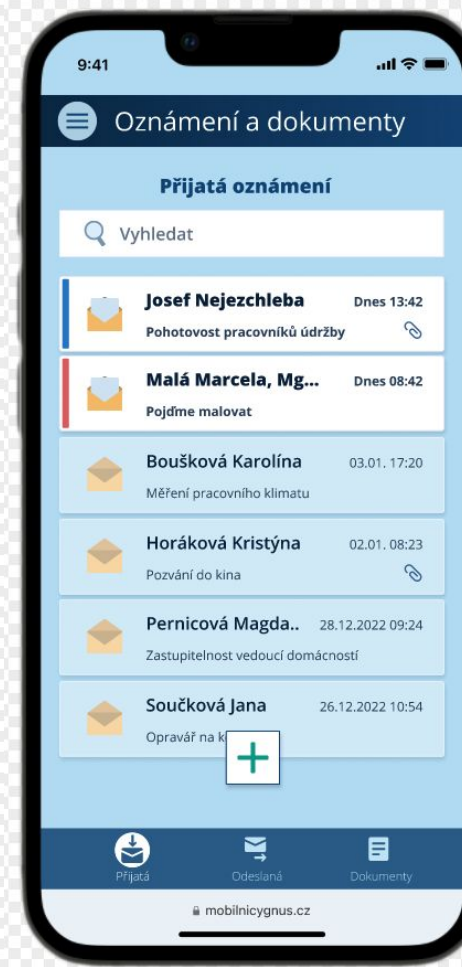 9:41
Oznámení a dokumenty
Přijatá oznámení
Vyhledat
Josef Nejezchleba Dnes 13:42
Pohotovost pracovníků údržby
Malá Marcela, Mg... Dnes 08:42
Pojďme malovat
Boušková Karolína 03.01. 17:20
Měření pracovního klimatu
Horáková Kristýna 02.01. 08:23
Pozvání do kina
Pernicová Magda.. 28.12.2022 09:24
Zastupitelnost vedoucí domácností
Součková Jana 26.12.2022 10:54
Opravář na
Přijatá Odeslaná Dokumenty
mobilnicygnus.cz